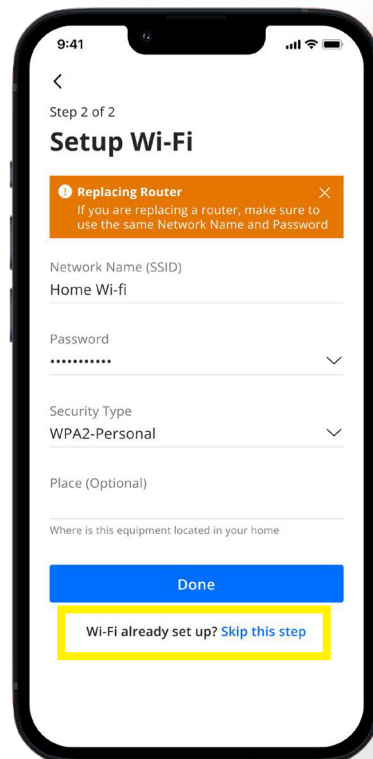 9:41
Step 2 of 2
Setup Wi-Fi
Replacing Router
If you are replacing a router, make sure to
use the same Network Name and Password
Network Name (SSID)
Home Wi-fi
Password
•••••••••••
Security Type
WPA2-Personal
Place (Optional)
Where is this equipment located in your home
Done
Wi-Fi already set up? Skip this step